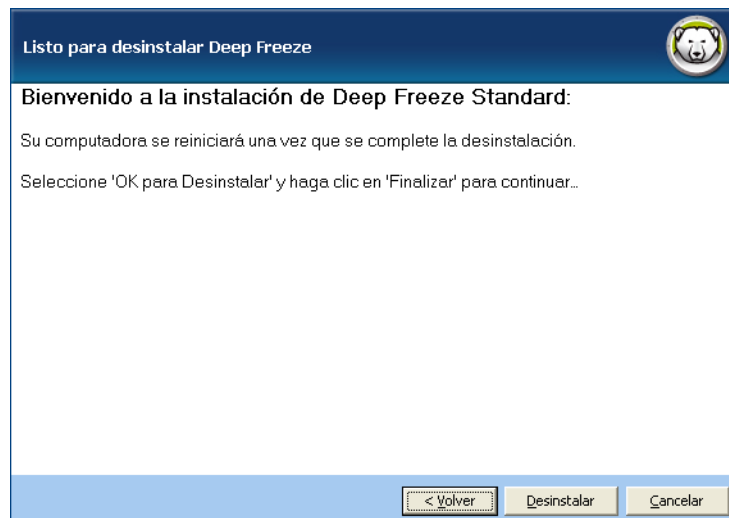 Listo para desinstalar Deep Freeze
Bienvenido a la instalación de Deep Freeze Standard:
Su computadora se reiniciará una vez que se complete la desinstalación.
Seleccione 'OK para Desinstalar' y haga clic en 'Finalizar' para continuar...
< Volver
Desinstalar
Cancelar